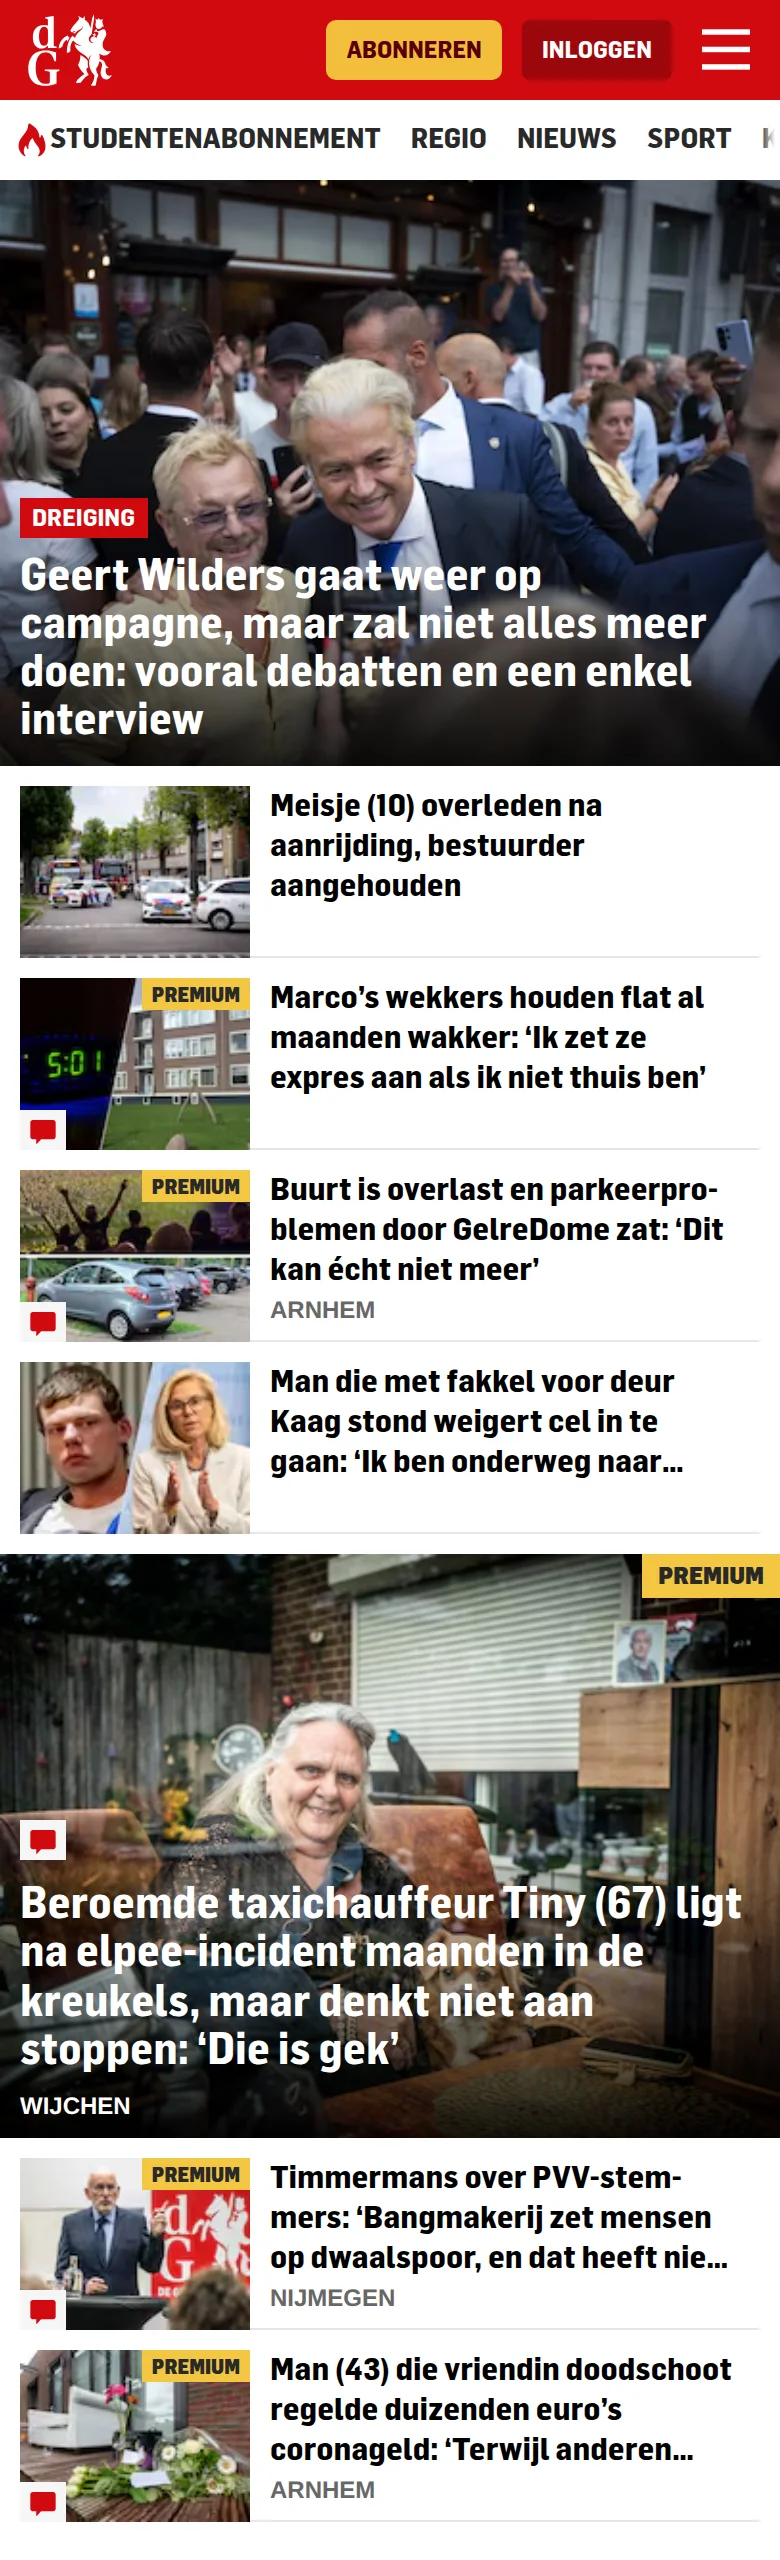 dG
ABONNEREN
INLOGGEN
STUDENTENABONNEMENT
REGIO
NIEUWS
SPORT
DREIGING
Geert Wilders gaat weer op
campagne, maar zal niet alles meer
doen: vooral debatten en een enkel
interview
Meisje (10) overleden na
aanrijding, bestuurder
aangehouden
PREMIUM
5:01
Marco’s wekkers houden flat al
maanden wakker: ‘Ik zet ze
expres aan als ik niet thuis ben’
PREMIUM
Buurt is overlast en parkeerpro-
blemen door GelreDome zat: ‘Dit
kan écht niet meer’
ARNHEM
Man die met fakkel voor deur
Kaag stond weigert cel in te
gaan: ‘Ik ben onderweg naar...
PREMIUM
Beroemde taxichauffeur Tiny (67) ligt
na elpee-incident maanden in de
kreukels, maar denkt niet aan
stoppen: ‘Die is gek’
WIJCHEN
PREMIUM
dG
Timmermans over PVV-stem-
mers: ‘Bangmakerij zet mensen
op dwaalspoor, en dat heeft nie...
NIJMEGEN
PREMIUM
Man (43) die vriendin doodschoot
regelde duizenden euro’s
coronageld: ‘Terwijl anderen...
ARNHEM